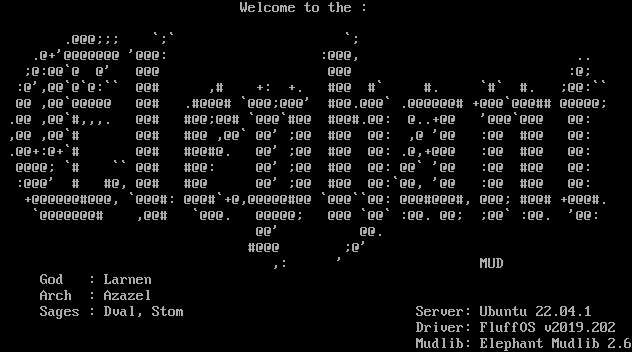 Welcome to the :
Elephant
MUD
God : Larnen
Arch : Azazel
Sages : Dval, Stom
Server: Ubuntu 22.04.1
Driver: FluffOS v2019.202
Mudlib: Elephant Mudlib 2.6